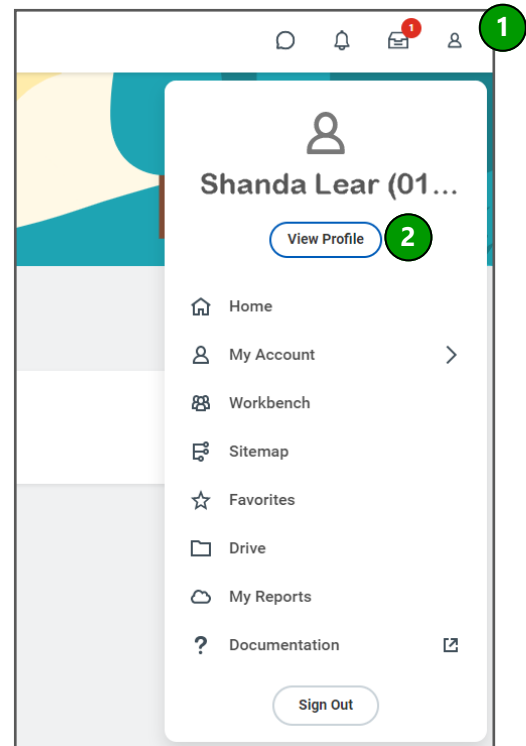 1
1
Shanda Lear (01...
View Profile
2
Home
My Account
Workbench
Sitemap
Favorites
Drive
My Reports
Documentation
Sign Out